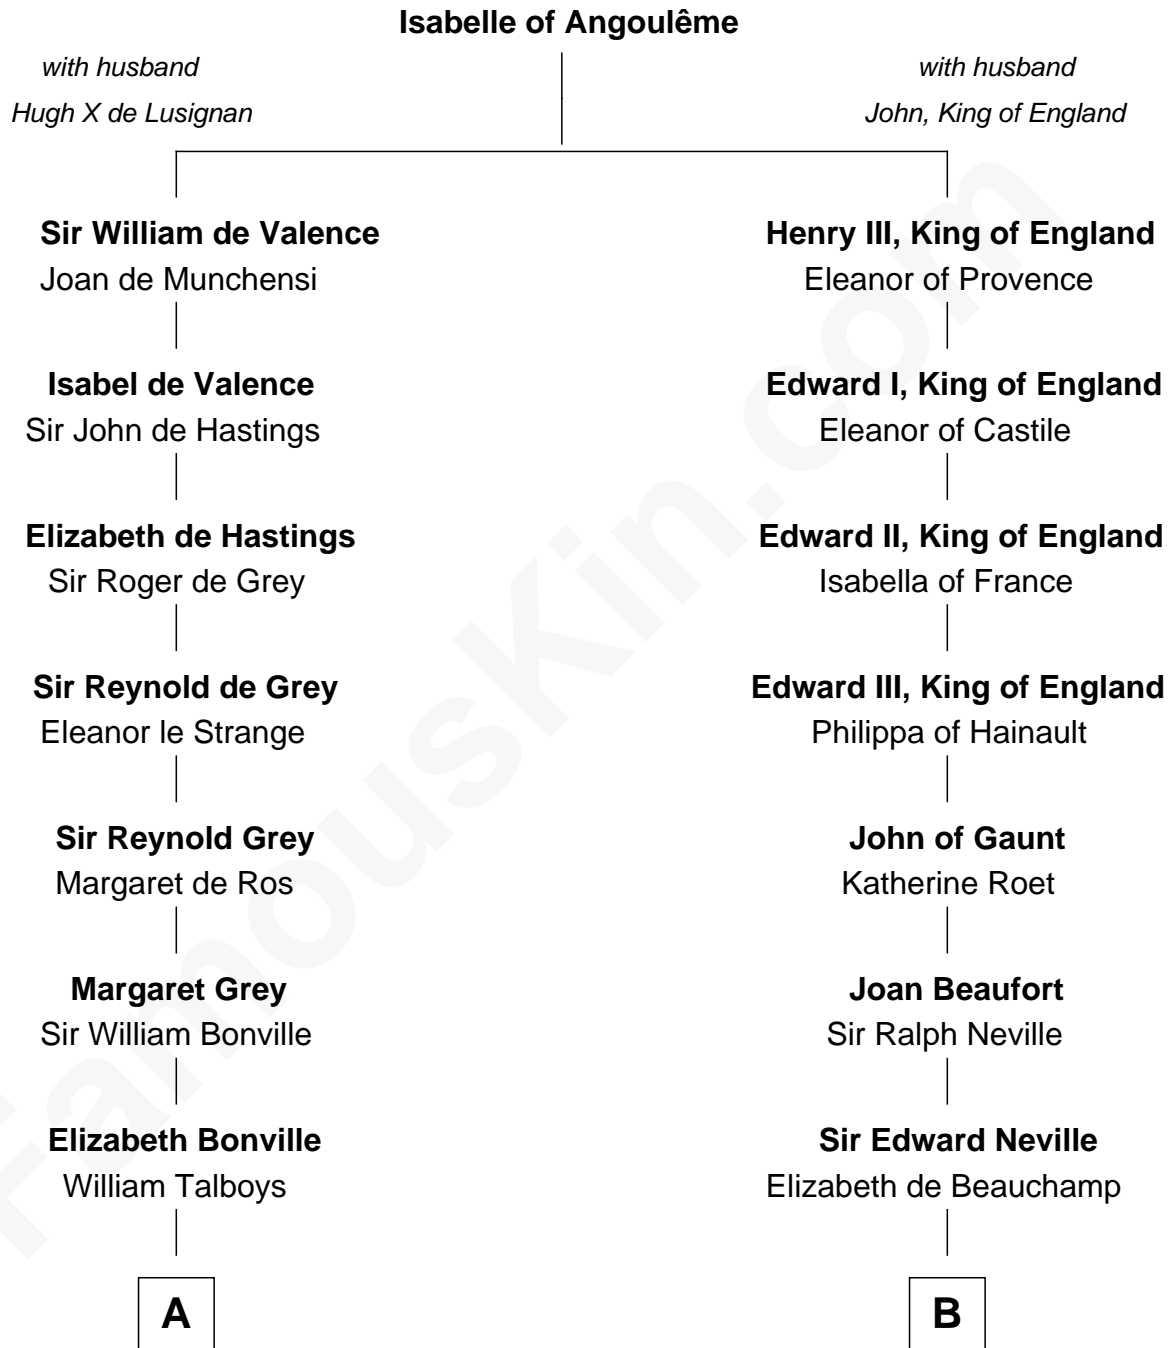 Isabelle of Angoulême
with husband
Hugh X de Lusignan
with husband
John, King of England
Sir William de Valence
Joan de Munchensi
Henry III, King of England
Eleanor of Provence
Isabel de Valence
Sir John de Hastings
Edward I, King of England
Eleanor of Castile
Elizabeth de Hastings
Sir Roger de Grey
Edward II, King of England
Isabella of France
Sir Reynold de Grey
Eleanor le Strange
Edward III, King of England
Philippa of Hainault
Sir Reynold Grey
Margaret de Ros
John of Gaunt
Katherine Roet
Margaret Grey
Sir William Bonville
Joan Beaufort
Sir Ralph Neville
Elizabeth Bonville
William Talboys
Sir Edward Neville
Elizabeth de Beauchamp
A
B
FamousKin.com